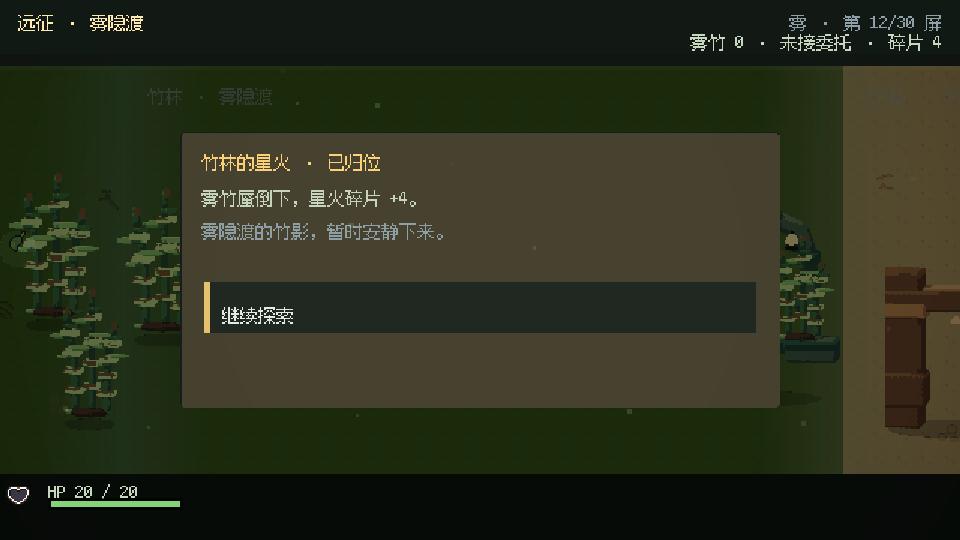 远征 · 雾隐渡
雾 · 第 12/30 屏
雾竹 0 · 未接委托 · 碎片 4
竹林 · 雾隐渡
竹林的星火 · 已归位
雾竹蜃倒下，星火碎片 +4。
雾隐渡的竹影，暂时安静下来。
继续探索
HP 20 / 20